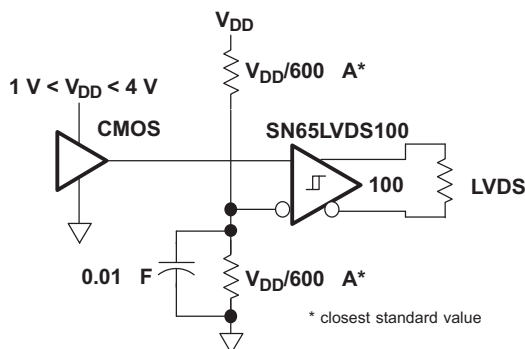 VDD
VDD/600 A*
1 V < VDD < 4 V
CMOS
SN65LVDS100
100
LVDS
0.01 F
VDD/600 A*
* closest standard value